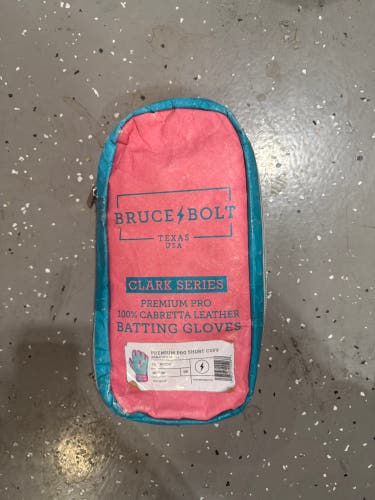 BRUCE BOLT
TEXAS
USA
CLARK SERIES
PREMIUM PRO
100% CABRETTA LEATHER
BATTING GLOVES
PREMIUM PRO SHORT CUFF